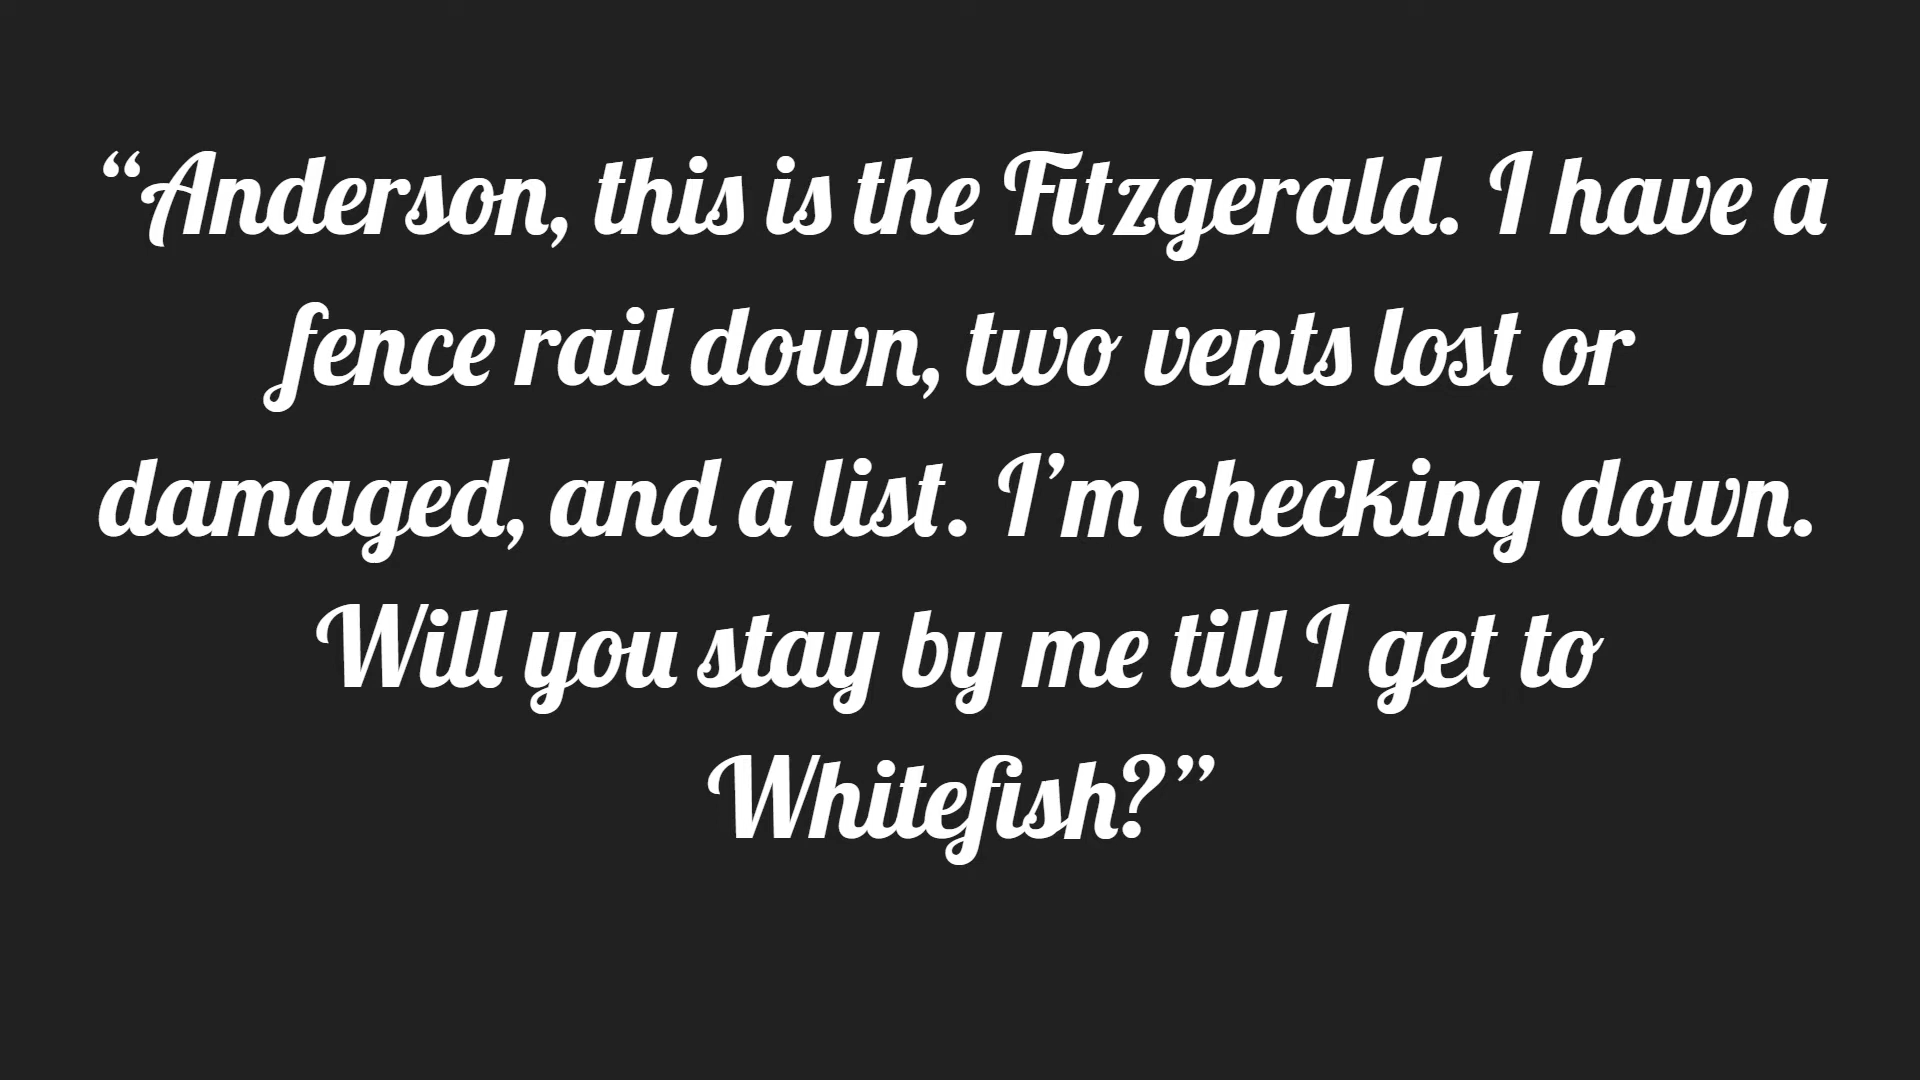 “Anderson, this is the Fitzgerald. I have a
fence rail down, two vents lost or
damaged, and a list. I’m checking down.
Will you stay by me till I get to
Whitefish?”